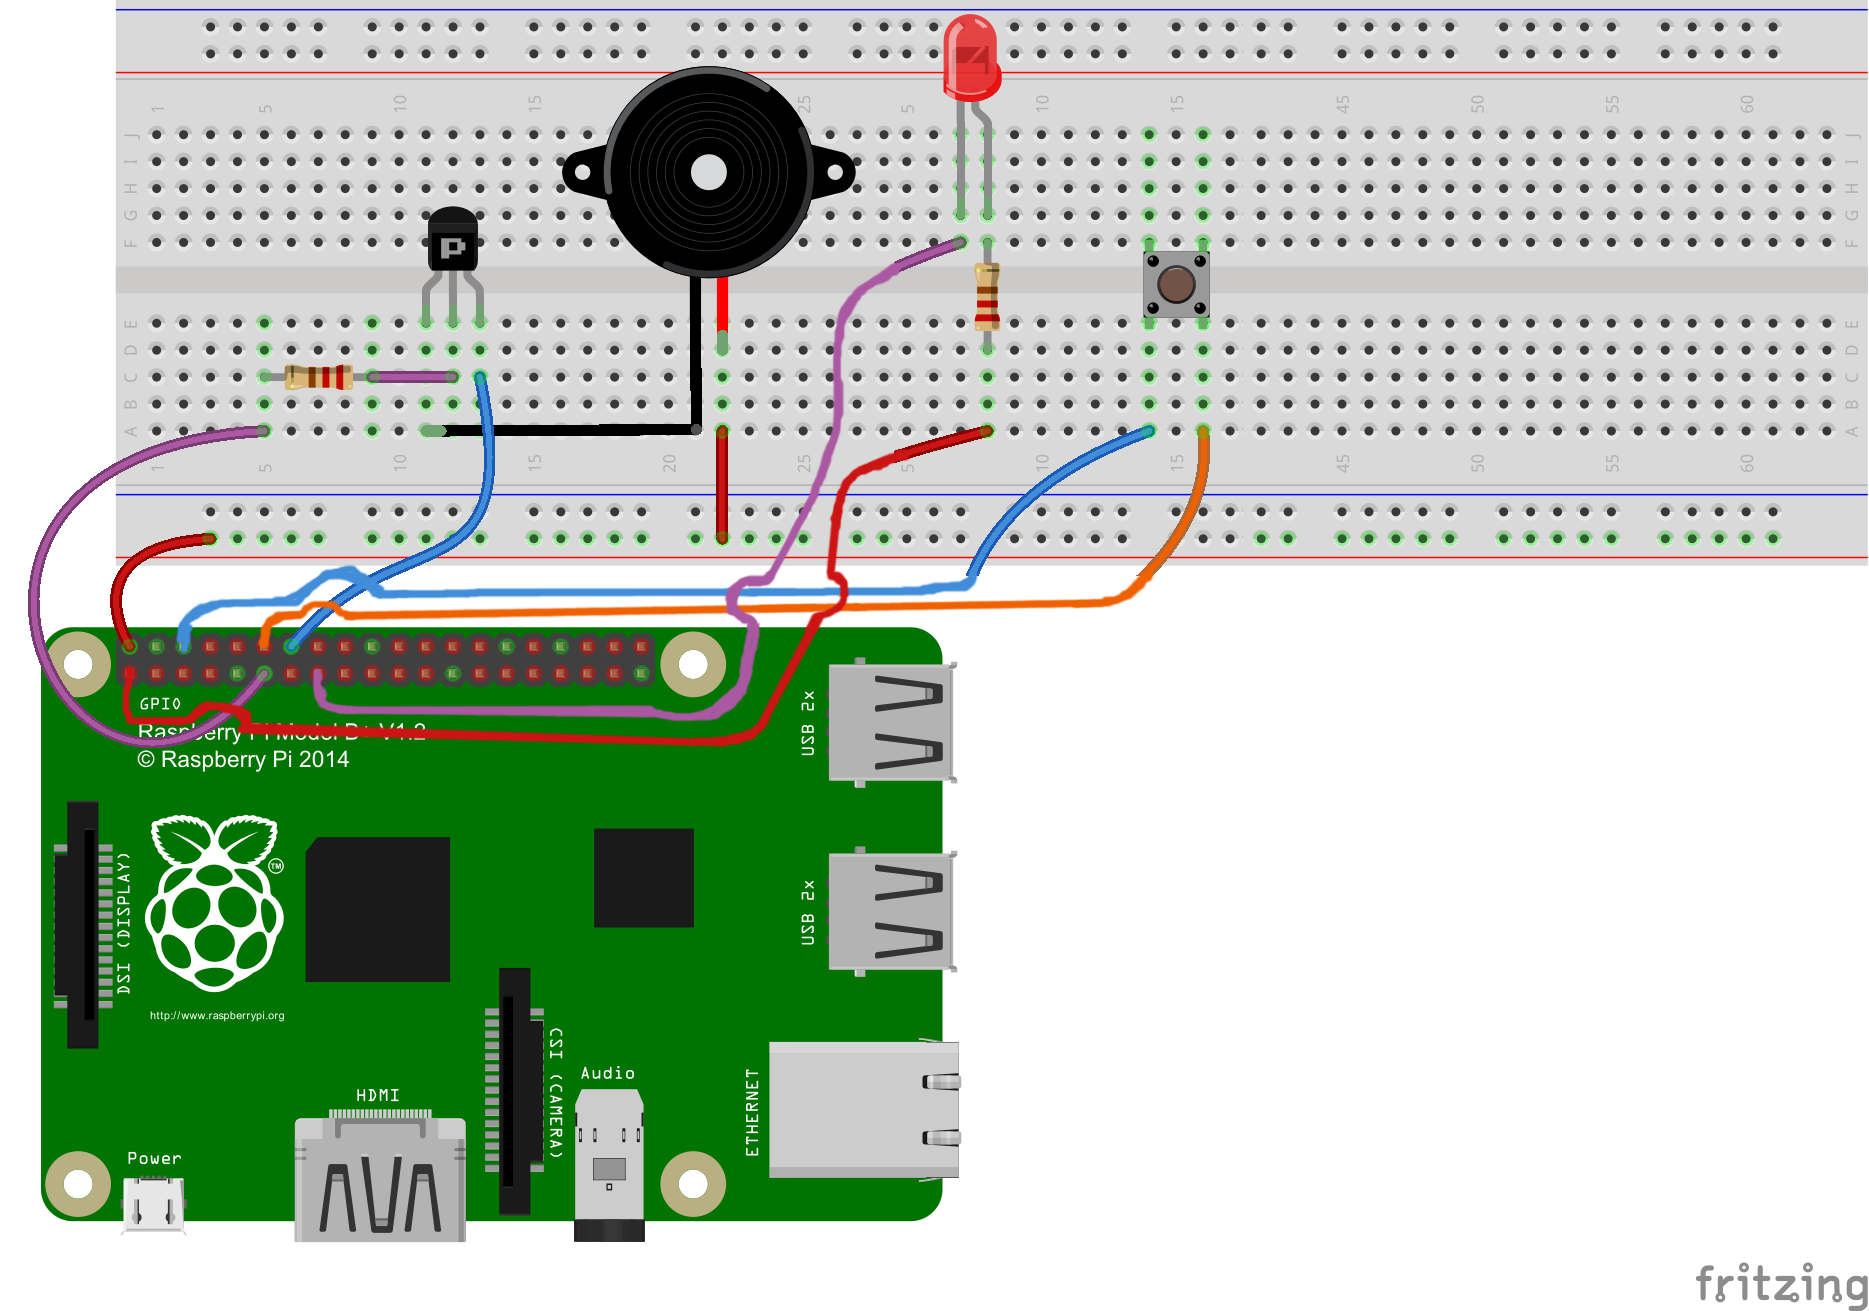 1 5 10 15 25 5 10 15 45 50 55 60
J J
I I
H H
G G
F F
P
E E
D D
C C
B B
A A
1 5 10 15 20 25 5 10 15 45 50 55 60
GPIO
Raspberry Pi Model B+ V1.2
© Raspberry Pi 2014
USB 2x
DSI (DISPLAY)
TM
USB 2x
http://www.raspberrypi.org
CSI (CAMERA)
Audio
ETHERNET
HDMI
Power
fritzing